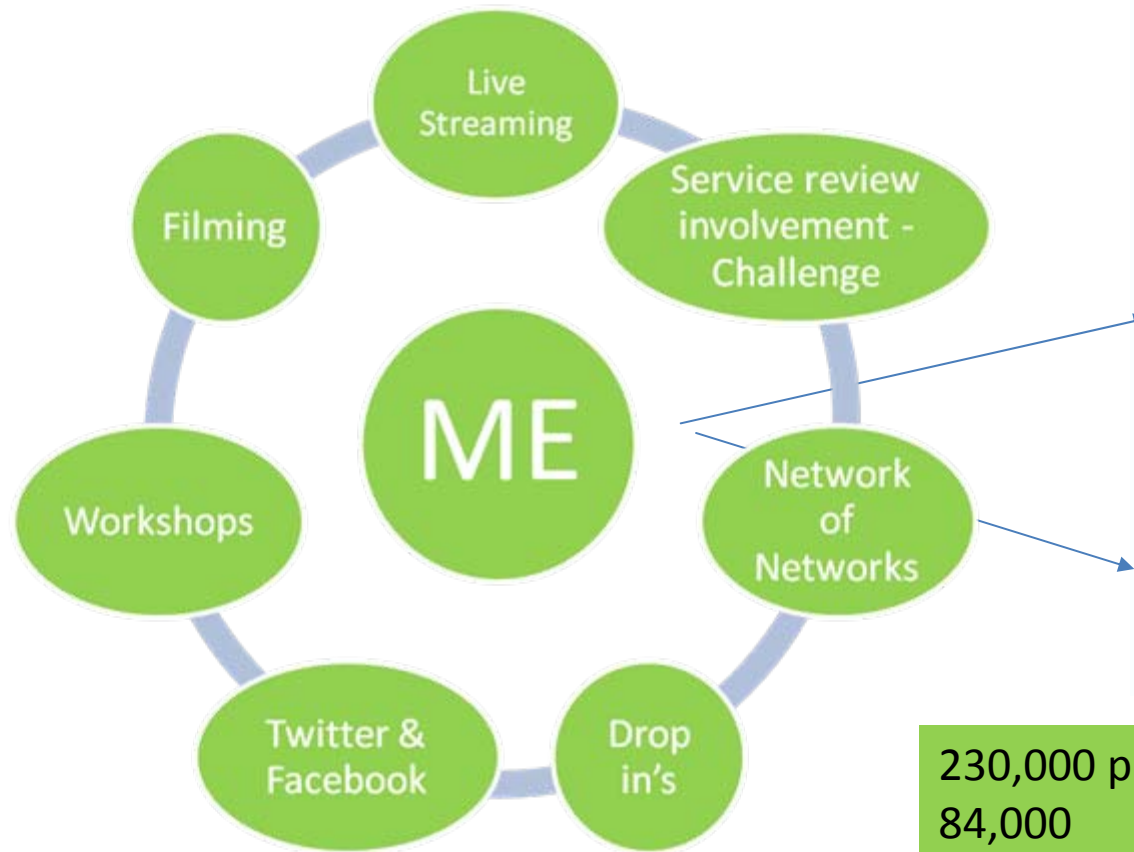 Live
Streaming
Service review
involvement -
Challenge
Filming
ME
Network
of
Networks
Workshops
Twitter &
Facebook
Drop
in’s
230,000 p
84,000